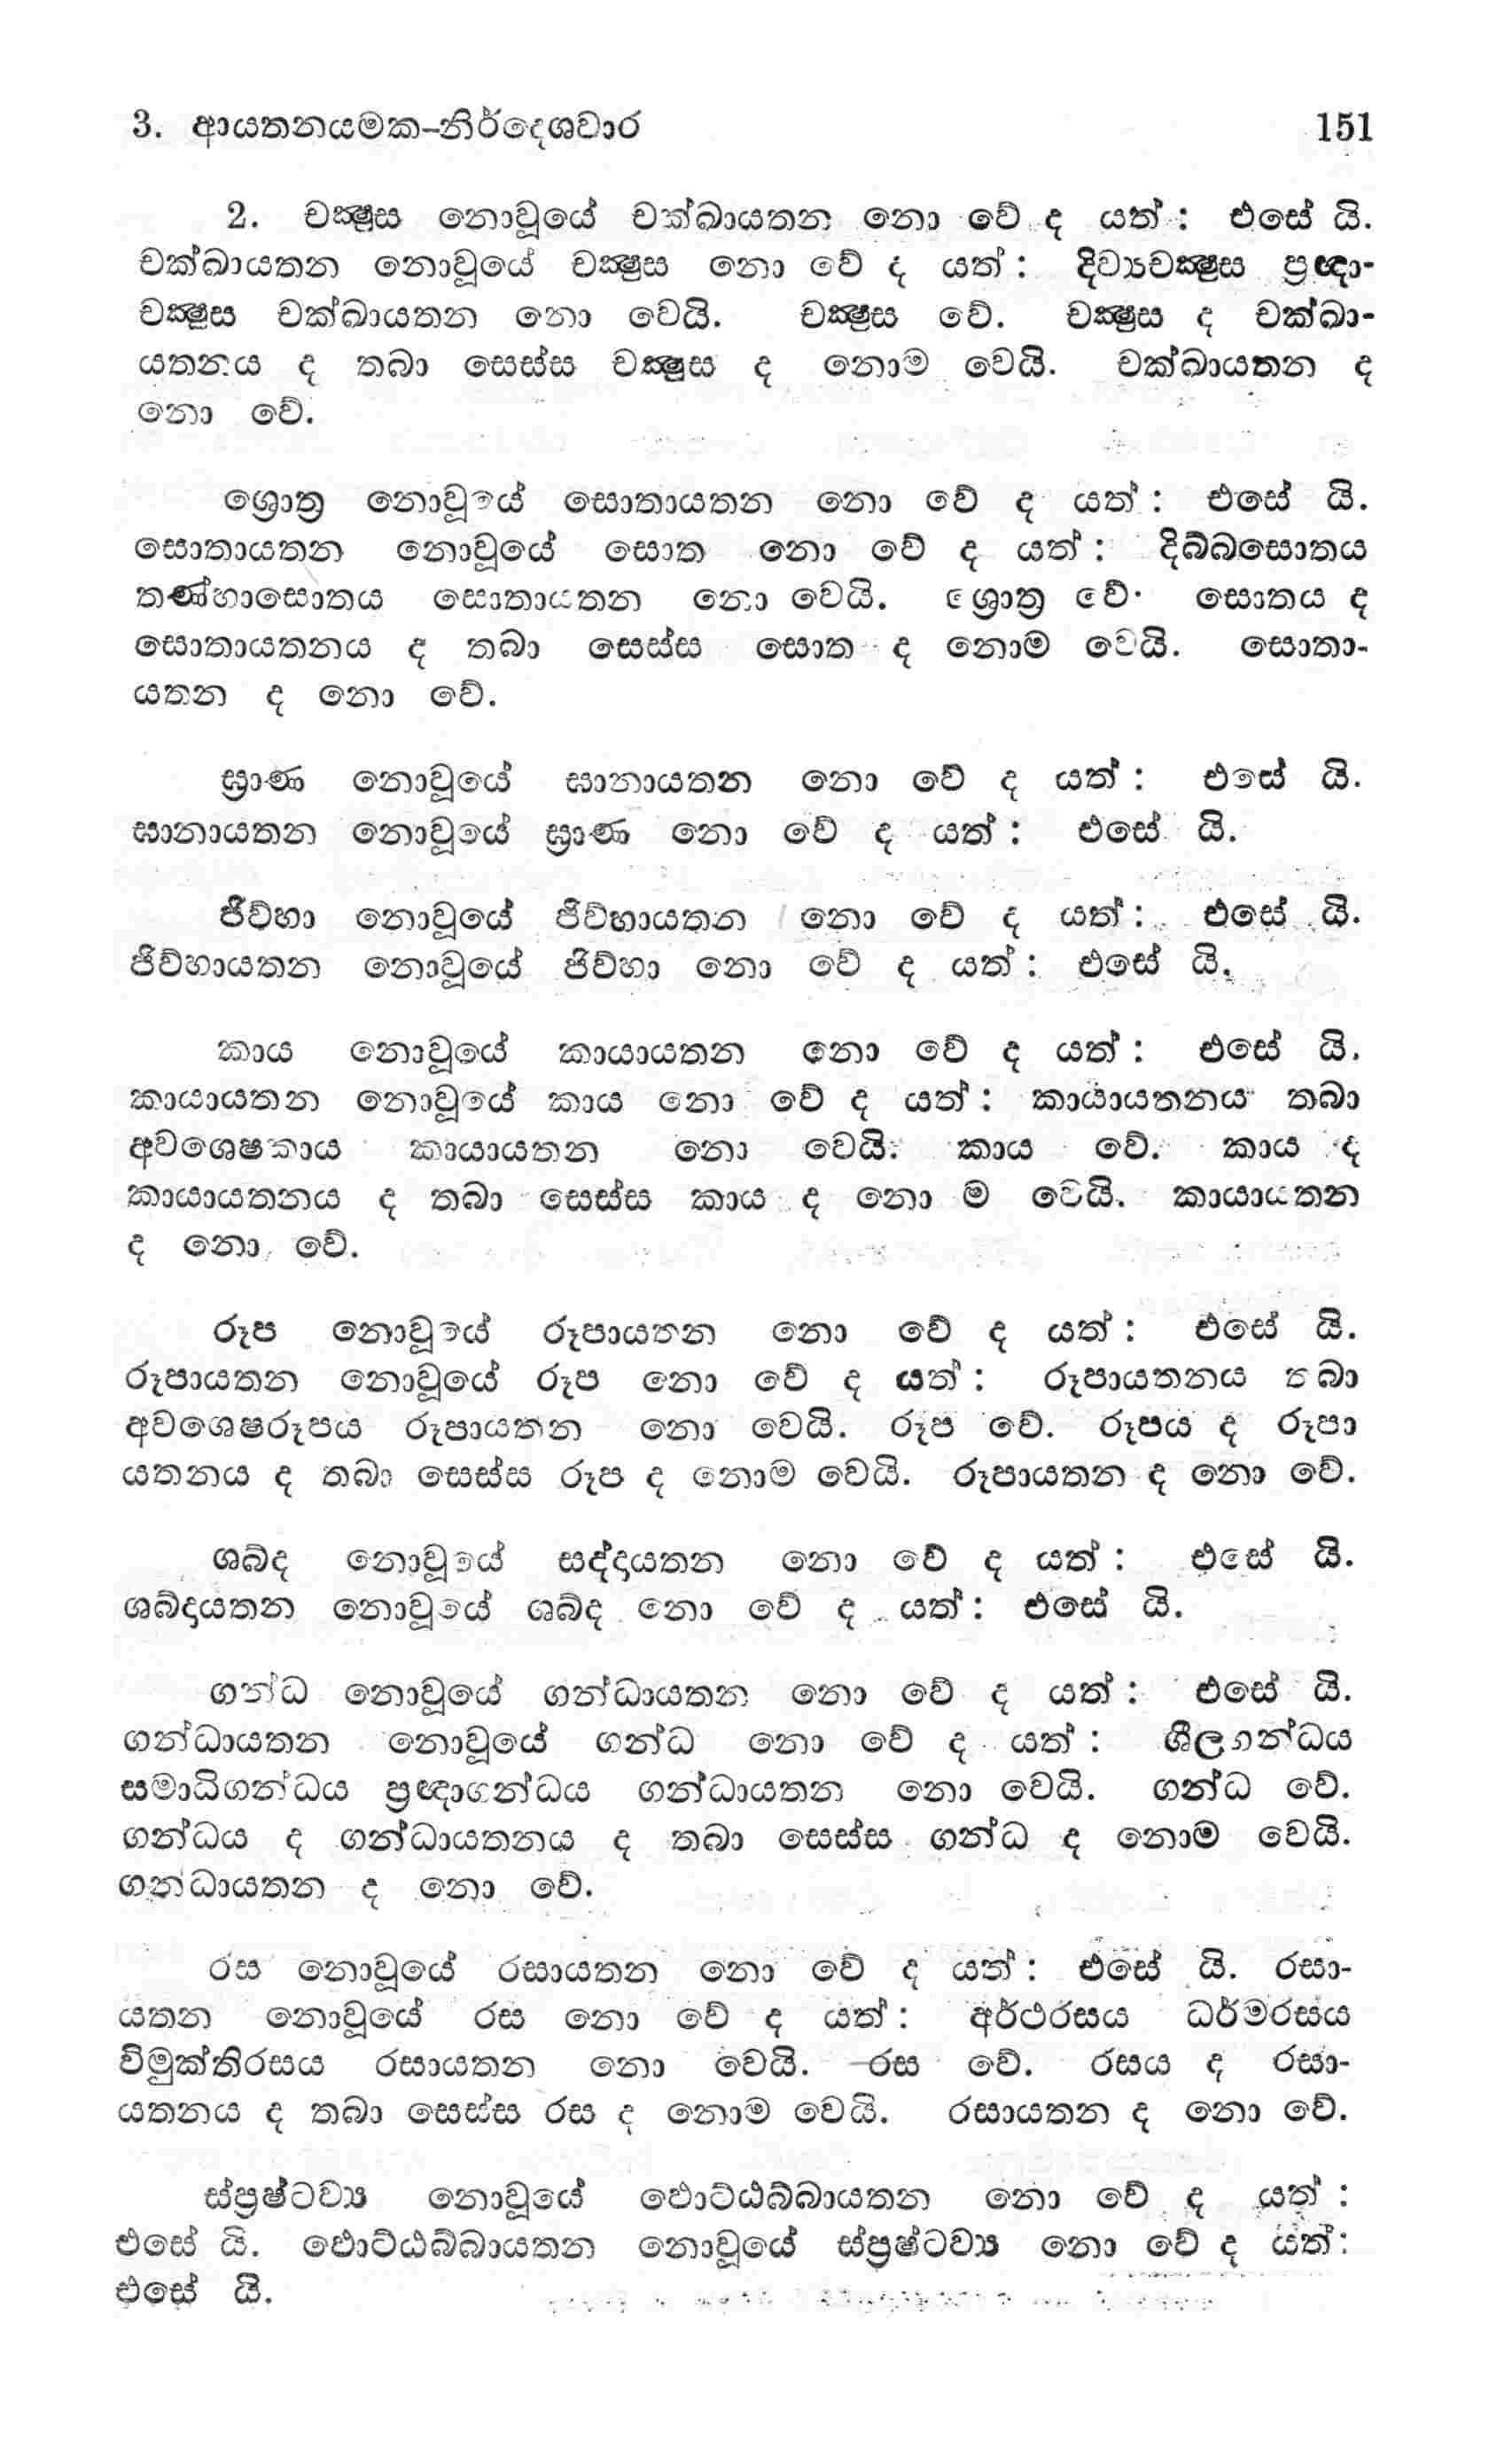 3. ආයතනයමක-නිර්දෙශවාර 151
2. චක්‍ෂුස නොවූයේ චක්ඛායතන නො වේ ද යත් : එසේ යි.
චක්ඛායතන නොවූයේ චක්‍ෂුස නො වේ ද යත් : දිව්‍යචක්‍ෂුස ප්‍රඥා-
චක්‍ෂුස චක්ඛායතන නො වෙයි. චක්‍ෂුස වේ. චක්‍ෂුස ද චක්ඛා-
යතනය ද තබා සෙස්ස චක්‍ෂුස ද නොම වෙයි. චක්ඛායතන ද
නො වේ.
ශ්‍රොත්‍ර නොවූයේ සොතායතන නො වේ ද යත් : එසේ යි.
සොතායතන නොවූයේ සොත නො වේ ද යත් : දිබ්බසොතය
තණ්හාසොතය සොතායතන නො වෙයි. ශ්‍රොත්‍ර වේ. සොතය ද
සොතායතනය ද තබා සෙස්ස සොත ද නොම වෙයි. සොතා-
යතන ද නො වේ.
ඝ්‍රාණ නොවූයේ ඝානායතන නො වේ ද යත් : එසේ යි.
ඝානායතන නොවූයේ ඝ්‍රාණ නො වේ ද යත් : එසේ යි.
ජිව්හා නොවූයේ ජිව්හායතන නො වේ ද යත් : එසේ යි.
ජිව්හායතන නොවූයේ ජිව්හා නො වේ ද යත් : එසේ යි.
කාය නොවූයේ කායායතන නො වේ ද යත් : එසේ යි.
කායායතන නොවූයේ කාය නො වේ ද යත් : කායායතනය තබා
අවශෙෂකාය කායායතන නො වෙයි. කාය වේ. කාය ද
කායායතනය ද තබා සෙස්ස කාය ද නො ම වෙයි. කායායතන
ද නො වේ.
රූප නොවූයේ රූපායතන නො වේ ද යත් : එසේ යි.
රූපායතන නොවූයේ රූප නො වේ ද යත් : රූපායතනය තබා
අවශෙෂරූපය රූපායතන නො වෙයි. රූප වේ. රූපය ද රූපා
යතනය ද තබා සෙස්ස රූප ද නොම වෙයි. රූපායතන ද නො වේ.
ශබ්ද නොවූයේ සද්දායතන නො වේ ද යත් : එසේ යි.
ශබ්දායතන නොවූයේ ශබ්ද නො වේ ද යත් : එසේ යි.
ගන්ධ නොවූයේ ගන්ධායතන නො වේ ද යත් : එසේ යි.
ගන්ධායතන නොවූයේ ගන්ධ නො වේ ද යත් : ශීලගන්ධය
සමාධිගන්ධය ප්‍රඥාගන්ධය ගන්ධායතන නො වෙයි. ගන්ධ වේ.
ගන්ධය ද ගන්ධායතනය ද තබා සෙස්ස ගන්ධ ද නොම වෙයි.
ගන්ධායතන ද නො වේ.
රස නොවූයේ රසායතන නො වේ ද යත් : එසේ යි. රසා-
යතන නොවූයේ රස නො වේ ද යත් : අර්ථරසය ධර්මරසය
විමුක්තිරසය රසායතන නො වෙයි. රස වේ. රසය ද රසා-
යතනය ද තබා සෙස්ස රස ද නොම වෙයි. රසායතන ද නො වේ.
ස්ප්‍රෂ්ටව්‍ය නොවූයේ ඵොට්ඨබ්බායතන නො වේ ද යත් :
එසේ යි. ඵොට්ඨබ්බායතන නොවූයේ ස්ප්‍රෂ්ටව්‍ය නො වේ ද යත් :
එසේ යි.